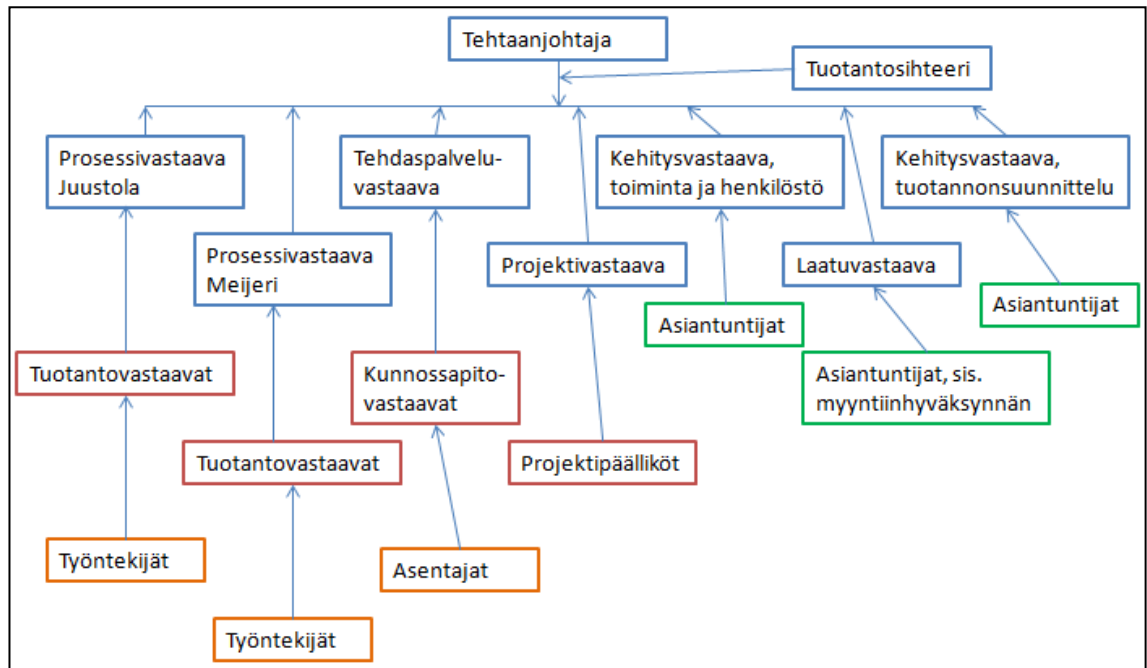 Tehtaanjohtaja
Tuotantosihteeri
Prosessivastaava
Juustola
Tehdaspalvelu-
vastaava
Kehitysvastaava,
toiminta ja henkilöstö
Kehitysvastaava,
tuotannonsuunnittelu
Prosessivastaava
Meijeri
Projektivastaava
Laatuvastaava
Asiantuntijat
Asiantuntijat
Tuotantovastaavat
Kunnossapito-
vastaavat
Asiantuntijat, sis.
myyntiinhyväksynnän
Tuotantovastaavat
Projektipäälliköt
Työntekijät
Asentajat
Työntekijät